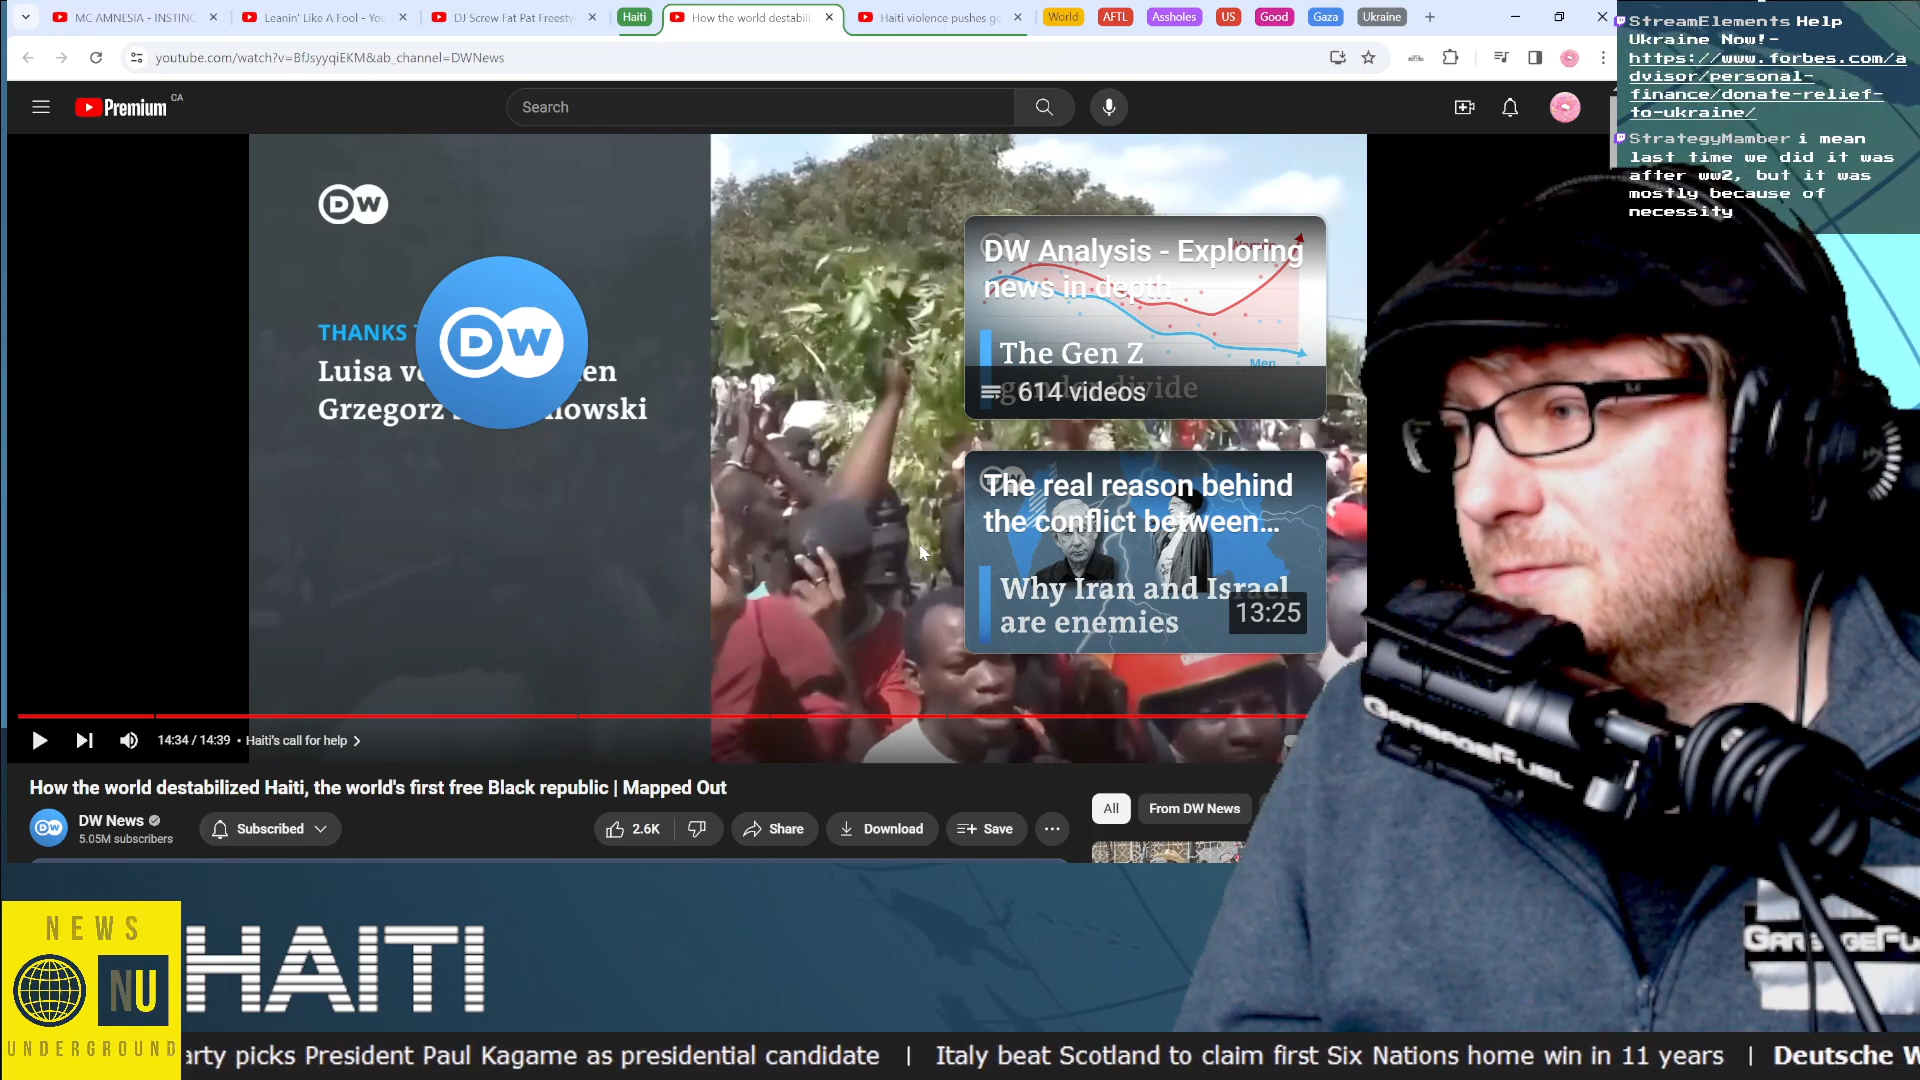 MC AMNESIA - INSTINC
Leanin' Like A Fool - You
DJ Screw Fat Pat Freesty
Haiti
How the world destabili
Haiti violence pushes go
World
AFTL
Assholes
US
Good
Gaza
Ukraine
youtube.com/watch?v=BfJsyyqiEKM&ab_channel=DWNews
Premium
CA
Search
StreamElements Help
Ukraine Now!-
https://www.forbes.com/a
dvisor/personal-
finance/donate-relief-
to-ukraine/
StrategyMamber i mean
last time we did it was
after ww2, but it was
mostly because of
necessity
DW
THANKS
Luisa
Grzegorz
DW
DW Analysis - Exploring
news in depth
Women
Men
The Gen Z
gender divide
614 videos
The real reason behind
the conflict between...
Why Iran and Israel
are enemies
13:25
14:34 / 14:39 • Haiti's call for help
How the world destabilized Haiti, the world's first free Black republic | Mapped Out
DW
DW News
5.05M subscribers
Subscribed
2.6K
Share
Download
Save
All
From DW News
GARAGEFUEL
GARAGEFU
NEWS
NU
UNDERGROUND
HAITI
arty picks President Paul Kagame as presidential candidate | Italy beat Scotland to claim first Six Nations home win in 11 years | Deutsche W